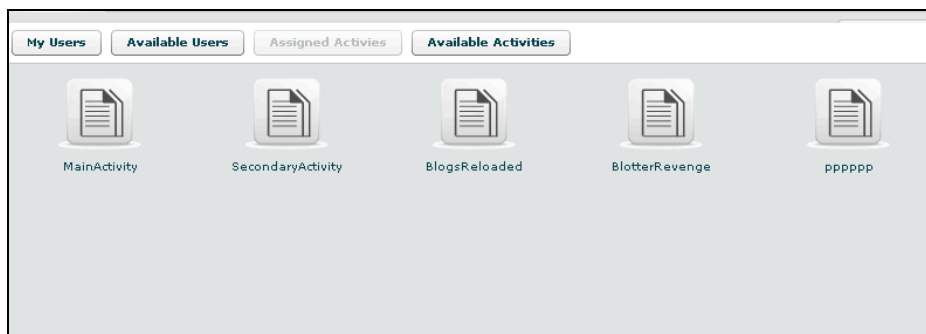 My Users Available Users Assigned Activies Available Activities
MainActivity SecondaryActivity BlogsReloaded BlotterRevenge pppppp